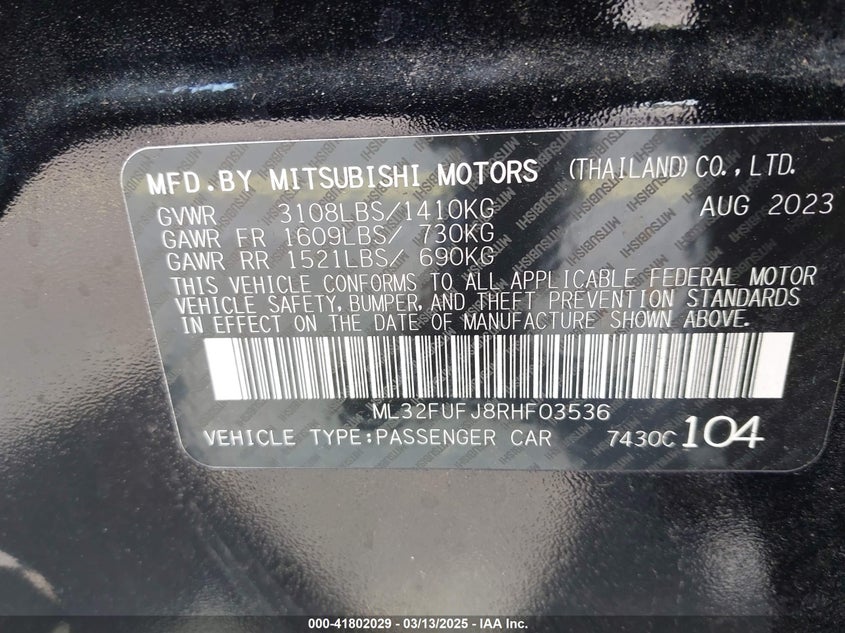 MFD.BY MITSUBISHI MOTORS (THAILAND)CO.,LTD.
GVWR 3108LBS/1410KG AUG 2023
GAWR FR 1609LBS/ 730KG
GAWR RR 1521LBS/ 690KG
THIS VEHICLE CONFORMS TO ALL APPLICABLE FEDERAL MOTOR
VEHICLE SAFETY, BUMPER, AND THEFT PREVENTION STANDARDS
IN EFFECT ON THE DATE OF MANUFACTURE SHOWN ABOVE.
ML32FUFJ8RHF03536
VEHICLE TYPE:PASSENGER CAR 7430C 104
000-41802029 - 03/13/2025 - IAA Inc.